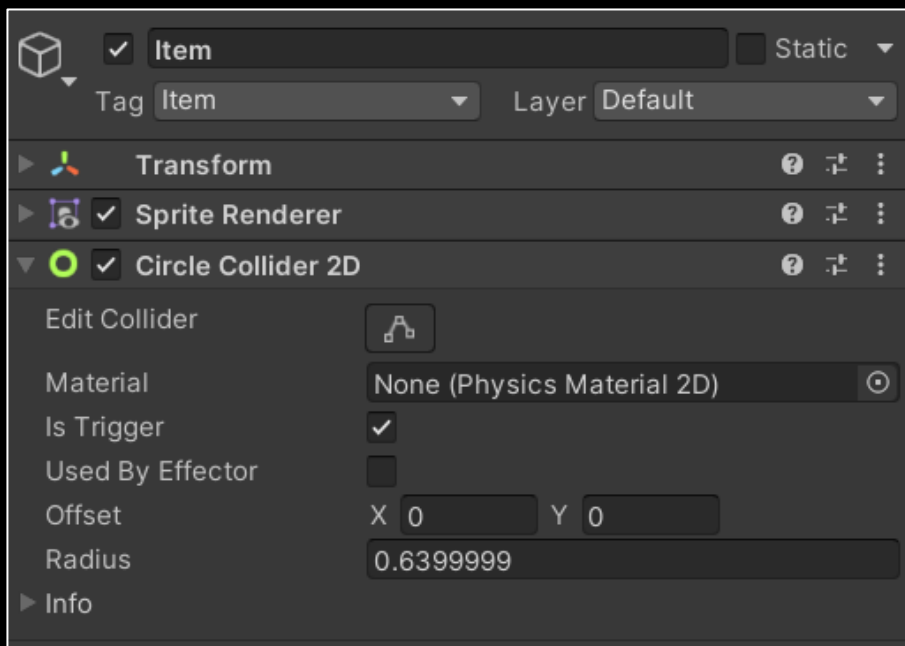 Item Static
Tag Item Layer Default
Transform
Sprite Renderer
Circle Collider 2D
Edit Collider
Material None (Physics Material 2D)
Is Trigger
Used By Effector
Offset X 0 Y 0
Radius 0.6399999
Info